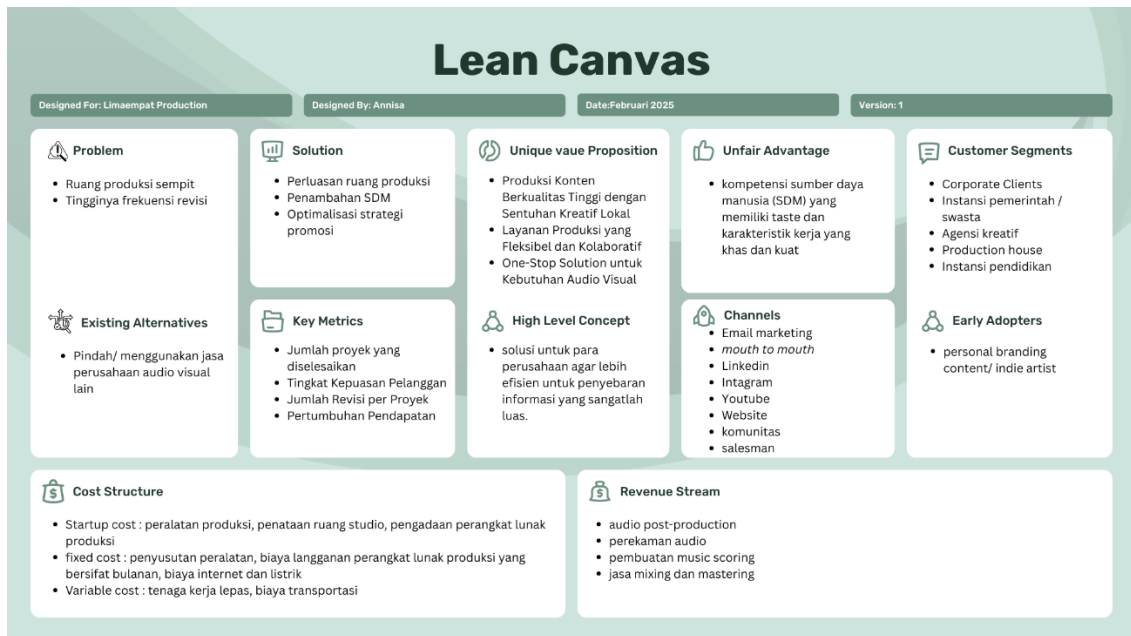 Lean Canvas
Designed For: Limaempat Production
Designed By: Annisa
Date:Februari 2025
Version: 1
Problem
• Ruang produksi sempit
• Tingginya frekuensi revisi
Existing Alternatives
• Pindah/ menggunakan jasa
perusahaan audio visual
lain
Solution
• Perluasan ruang produksi
• Penambahan SDM
• Optimalisasi strategi
promosi
Key Metrics
• Jumlah proyek yang
diselesaikan
• Tingkat Kepuasan Pelanggan
• Jumlah Revisi per Proyek
• Pertumbuhan Pendapatan
Unique vaue Proposition
• Produksi Konten
Berkualitas Tinggi dengan
Sentuhan Kreatif Lokal
• Layanan Produksi yang
Fleksibel dan Kolaboratif
• One-Stop Solution untuk
Kebutuhan Audio Visual
High Level Concept
• solusi untuk para
perusahaan agar lebih
efisien untuk penyebaran
informasi yang sangatlah
luas.
Unfair Advantage
• kompetensi sumber daya
manusia (SDM) yang
memiliki taste dan
karakteristik kerja yang
khas dan kuat
Channels
• Email marketing
• mouth to mouth
• Linkedin
• Intagram
• Youtube
• Website
• komunitas
• salesman
Customer Segments
• Corporate Clients
• Instansi pemerintah /
swasta
• Agensi kreatif
• Production house
• Instansi pendidikan
Early Adopters
• personal branding
content/ indie artist
Cost Structure
• Startup cost : peralatan produksi, penataan ruang studio, pengadaan perangkat lunak
produksi
• fixed cost : penyusutan peralatan, biaya langganan perangkat lunak produksi yang
bersifat bulanan, biaya internet dan listrik
• Variable cost : tenaga kerja lepas, biaya transportasi
Revenue Stream
• audio post-production
• perekaman audio
• pembuatan music scoring
• jasa mixing dan mastering